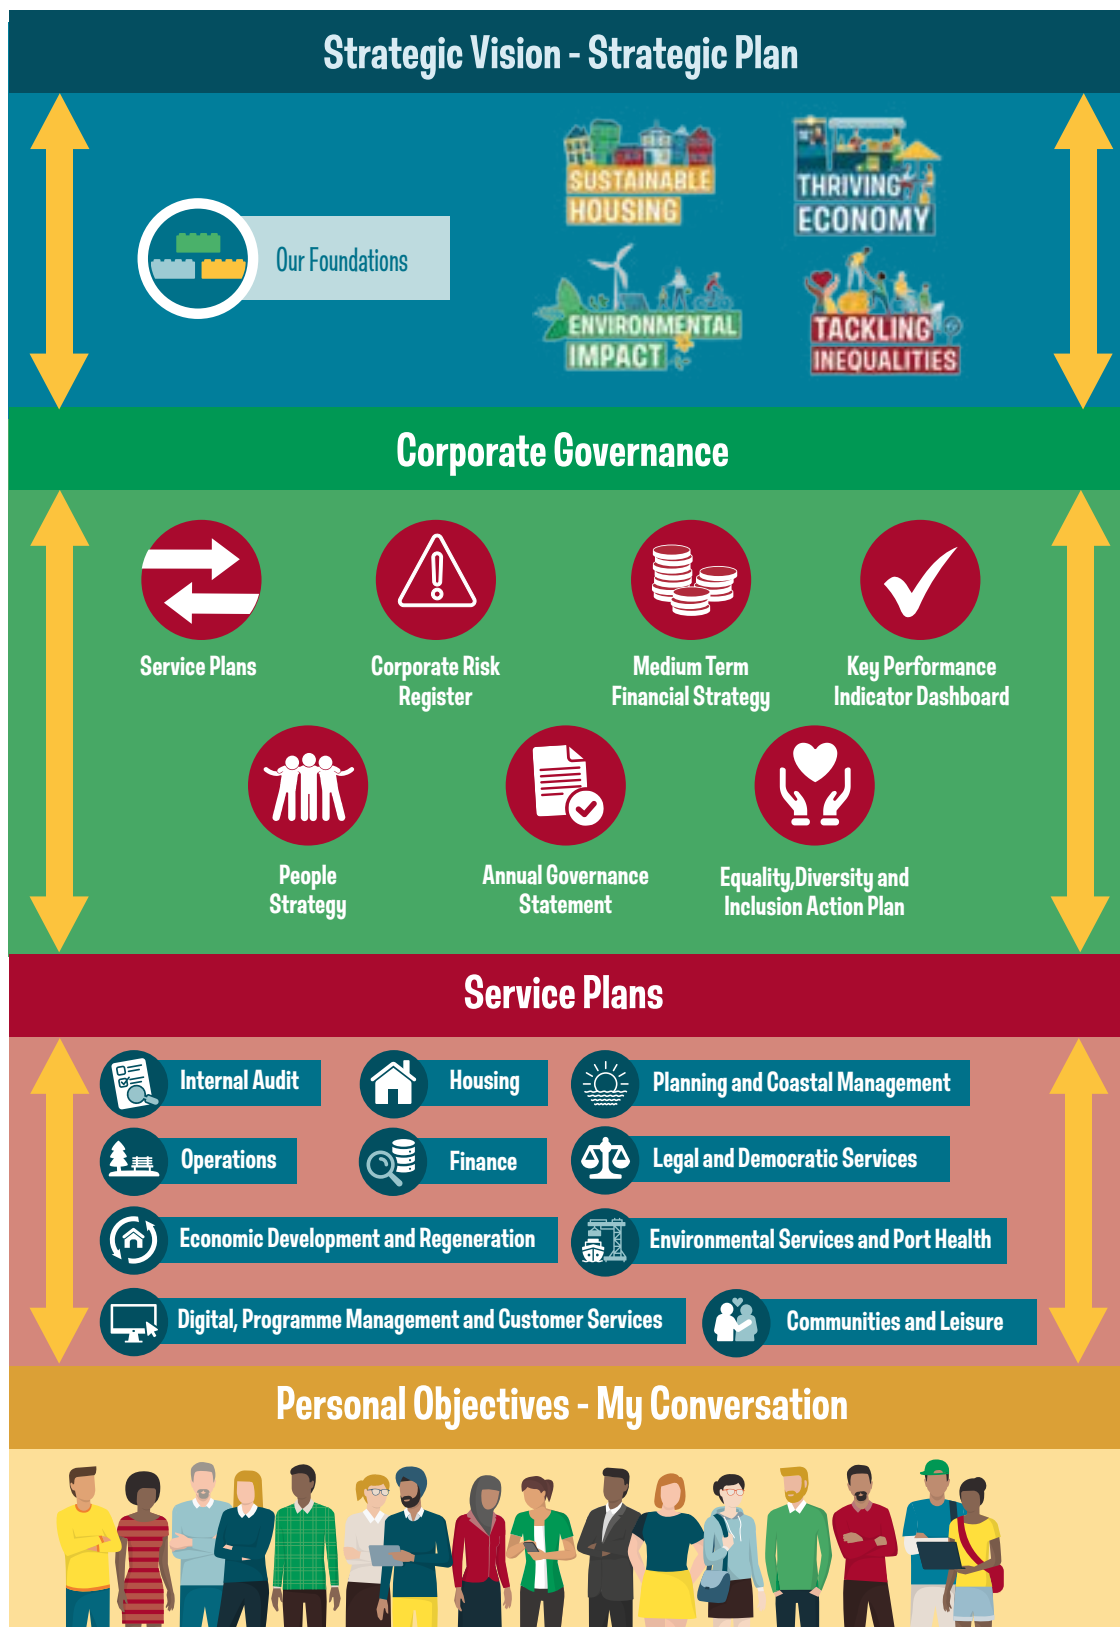 Strategic Vision - Strategic Plan
Our Foundations
SUSTAINABLE
HOUSING
THRIVING
ECONOMY
ENVIRONMENTAL
IMPACT
TACKLING
INEQUALITIES
Corporate Governance
Service Plans
Corporate Risk
Register
Medium Term
Financial Strategy
Key Performance
Indicator Dashboard
People
Strategy
Annual Governance
Statement
Equality,Diversity and
Inclusion Action Plan
Service Plans
Internal Audit
Housing
Planning and Coastal Management
Operations
Finance
Legal and Democratic Services
Economic Development and Regeneration
Environmental Services and Port Health
Digital, Programme Management and Customer Services
Communities and Leisure
Personal Objectives - My Conversation